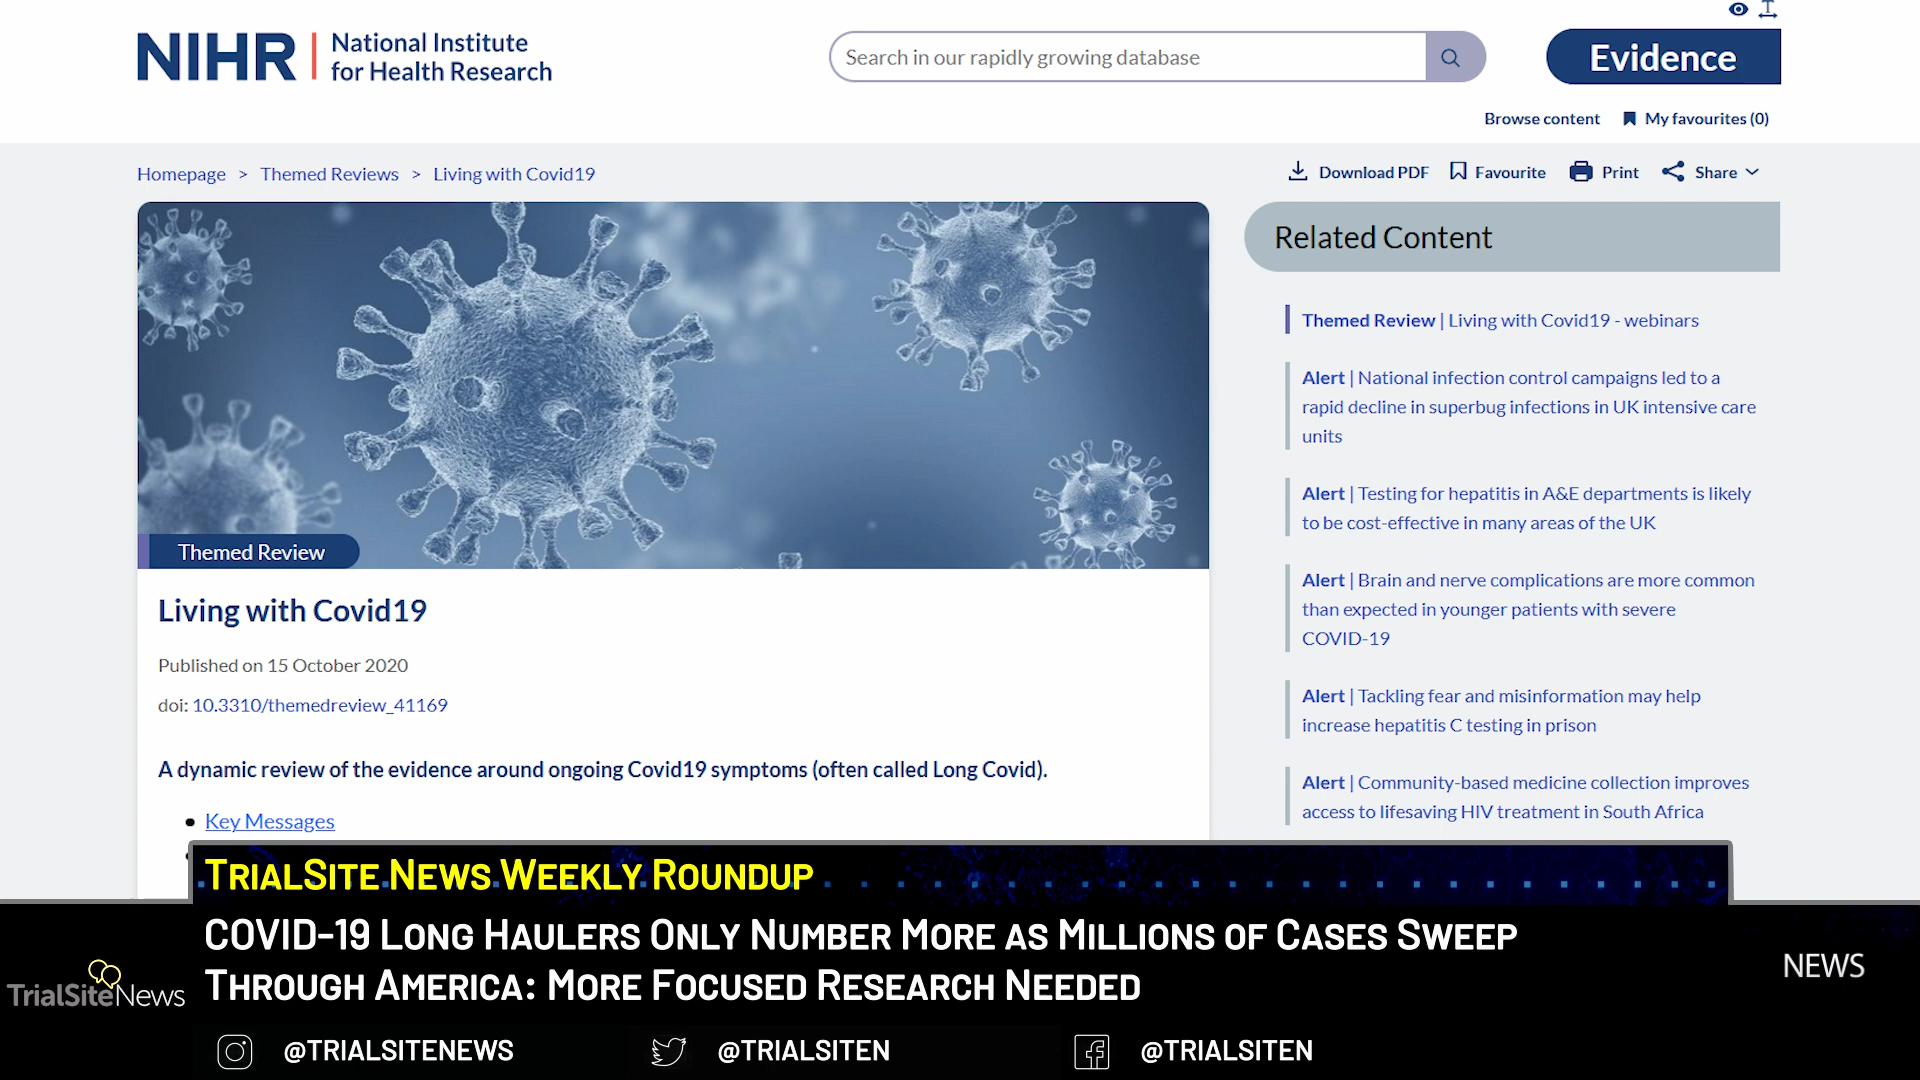 NIHR | National Institute
for Health Research
Search in our rapidly growing database
Evidence
Browse content
My favourites (0)
Homepage > Themed Reviews > Living with Covid19
Download PDF
Favourite
Print
Share
Themed Review
Living with Covid19
Published on 15 October 2020
doi: 10.3310/themedreview_41169
A dynamic review of the evidence around ongoing Covid19 symptoms (often called Long Covid).
• Key Messages
Related Content
Themed Review | Living with Covid19 - webinars
Alert | National infection control campaigns led to a
rapid decline in superbug infections in UK intensive care
units
Alert | Testing for hepatitis in A&E departments is likely
to be cost-effective in many areas of the UK
Alert | Brain and nerve complications are more common
than expected in younger patients with severe
COVID-19
Alert | Tackling fear and misinformation may help
increase hepatitis C testing in prison
Alert | Community-based medicine collection improves
access to lifesaving HIV treatment in South Africa
TrialSite News Weekly Roundup
COVID-19 Long Haulers Only Number More as Millions of Cases Sweep
Through America: More Focused Research Needed
TrialSiteNews
NEWS
@TRIALSITENEWS
@TRIALSITEN
@TRIALSITEN